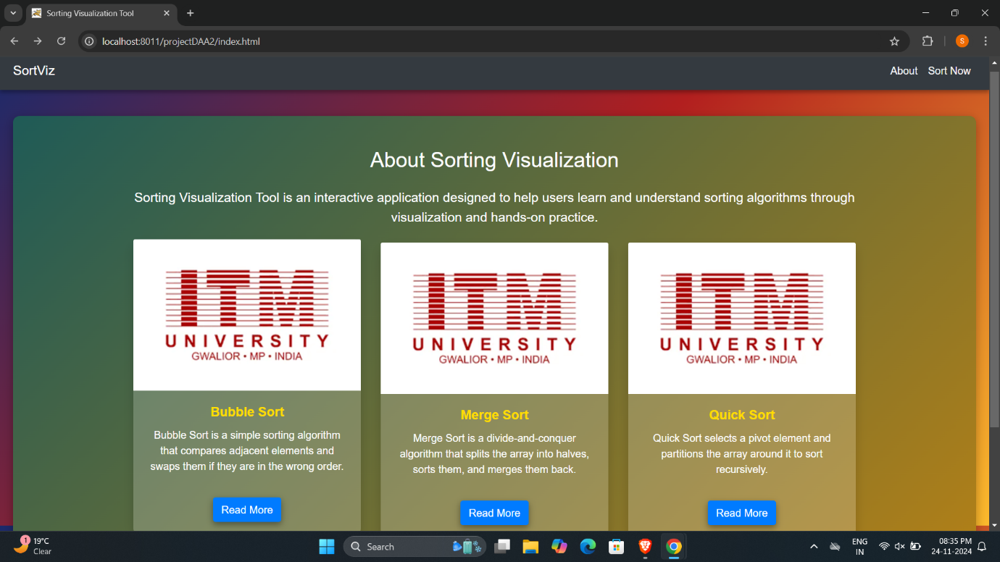 Sorting Visualization Tool
localhost:8011/projectDAA2/index.html
S
SortViz
About
Sort Now
About Sorting Visualization
Sorting Visualization Tool is an interactive application designed to help users learn and understand sorting algorithms through
visualization and hands-on practice.
ITM
UNIVERSITY
GWALIOR • MP • INDIA
Bubble Sort
Bubble Sort is a simple sorting algorithm
that compares adjacent elements and
swaps them if they are in the wrong order.
Read More
ITM
UNIVERSITY
GWALIOR • MP • INDIA
Merge Sort
Merge Sort is a divide-and-conquer
algorithm that splits the array into halves,
sorts them, and merges them back.
Read More
ITM
UNIVERSITY
GWALIOR • MP • INDIA
Quick Sort
Quick Sort selects a pivot element and
partitions the array around it to sort
recursively.
Read More
1
19°C
Clear
Search
ENG
IN
08:35 PM
24-11-2024